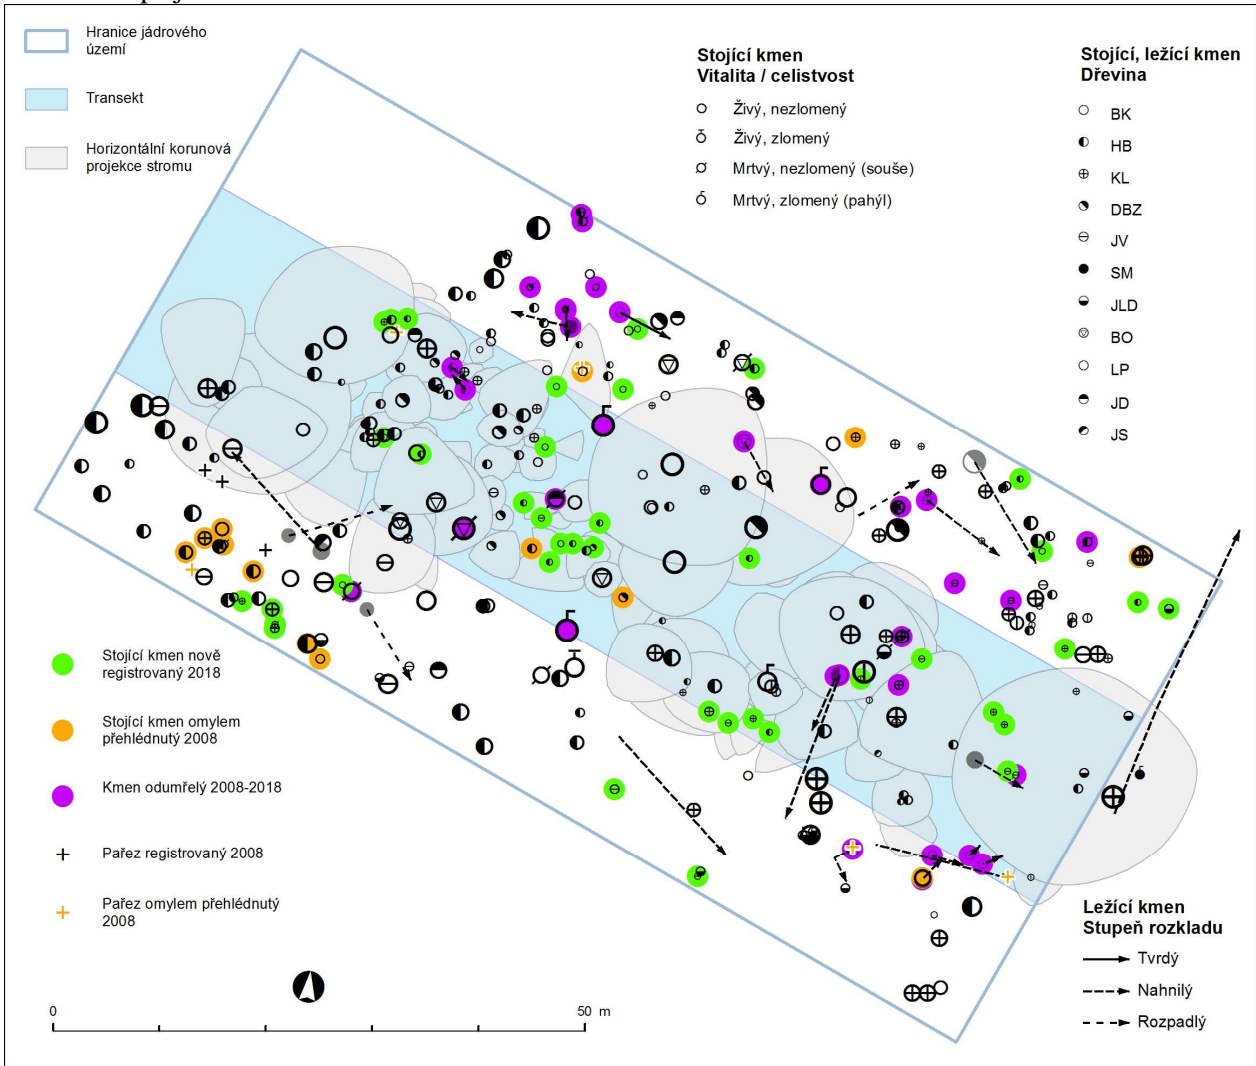 Hranice jádrového
území
Transekt
Horizontální korunová
projekce stromu
Stojící kmen
Vitalita / celistvost
Živý, nezlomený
Živý, zlomený
Mrtvý, nezlomený (souše)
Mrtvý, zlomený (pahýl)
Stojící, ležící kmen
Dřevina
BK
HB
KL
DBZ
JV
SM
JLD
BO
LP
JD
JS
Stojící kmen nově
registrovaný 2018
Stojící kmen omylem
přehlédnutý 2008
Kmen odumřelý 2008-2018
Pařez registrovaný 2008
Pařez omylem přehlédnutý
2008
Ležící kmen
Stupeň rozkladu
Tvrdý
Nahnilý
Rozpadlý
0
50 m